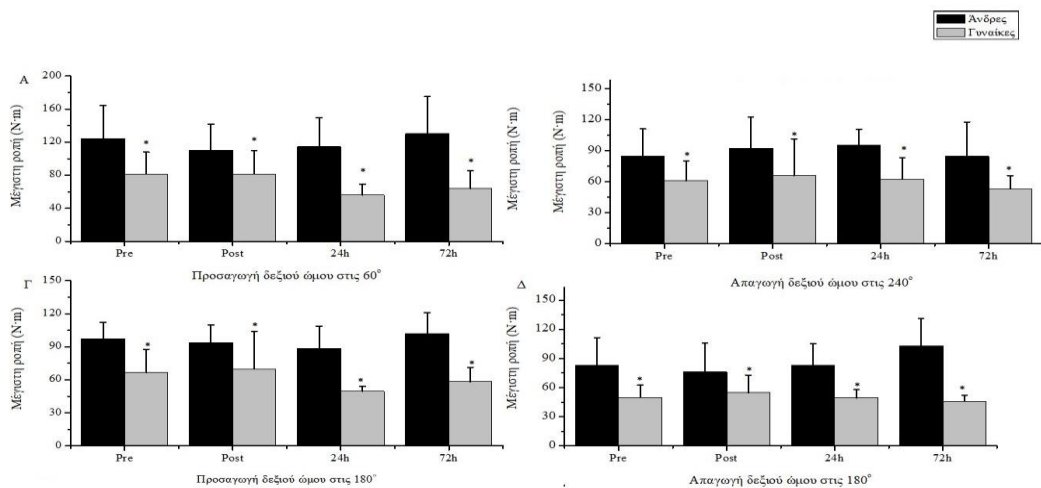 Άνδρες
Γυναίκες
Α
Μέγιστη ροπή (N·m)
200
160
120
80
40
0
*
*
*
*
Pre
Post
24h
72h
Προσαγωγή δεξιού ώμου στις 60°
Μέγιστη ροπή (N·m)
150
120
90
60
30
0
*
*
*
*
Pre
Post
24h
72h
Απαγωγή δεξιού ώμου στις 240°
Γ
Μέγιστη ροπή (N·m)
150
120
90
60
30
0
*
*
*
*
Pre
Post
24h
72h
Προσαγωγή δεξιού ώμου στις 180°
Δ
Μέγιστη ροπή (N·m)
150
120
90
60
30
0
*
*
*
*
Pre
Post
24h
72h
Απαγωγή δεξιού ώμου στις 180°